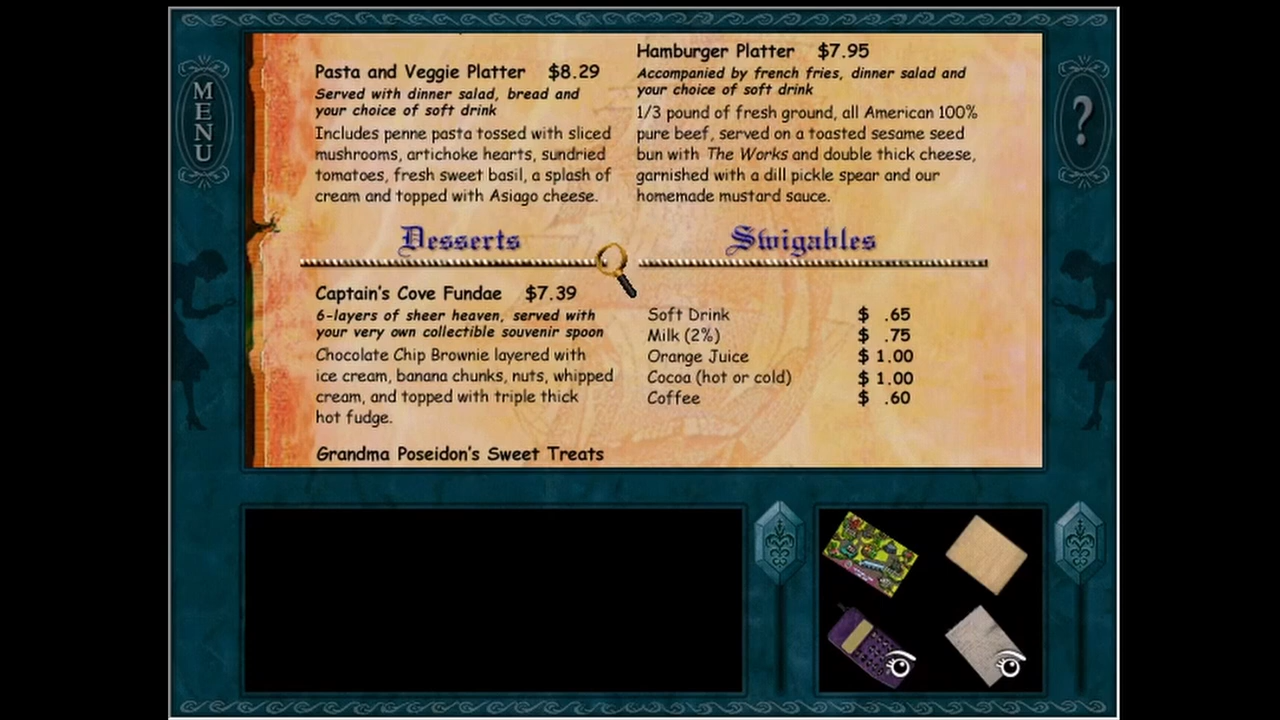 MENU
?
Pasta and Veggie Platter $8.29
Served with dinner salad, bread and
your choice of soft drink
Includes penne pasta tossed with sliced
mushrooms, artichoke hearts, sundried
tomatoes, fresh sweet basil, a splash of
cream and topped with Asiago cheese.
Hamburger Platter $7.95
Accompanied by french fries, dinner salad and
your choice of soft drink
1/3 pound of fresh ground, all American 100%
pure beef, served on a toasted sesame seed
bun with The Works and double thick cheese,
garnished with a dill pickle spear and our
homemade mustard sauce.
Desserts
Captain's Cove Fundae $7.39
6-layers of sheer heaven, served with
your very own collectible souvenir spoon
Chocolate Chip Brownie layered with
ice cream, banana chunks, nuts, whipped
cream, and topped with triple thick
hot fudge.
Grandma Poseidon's Sweet Treats
Swigables
Soft Drink $ .65
Milk (2%) $ .75
Orange Juice $ 1.00
Cocoa (hot or cold) $ 1.00
Coffee $ .60